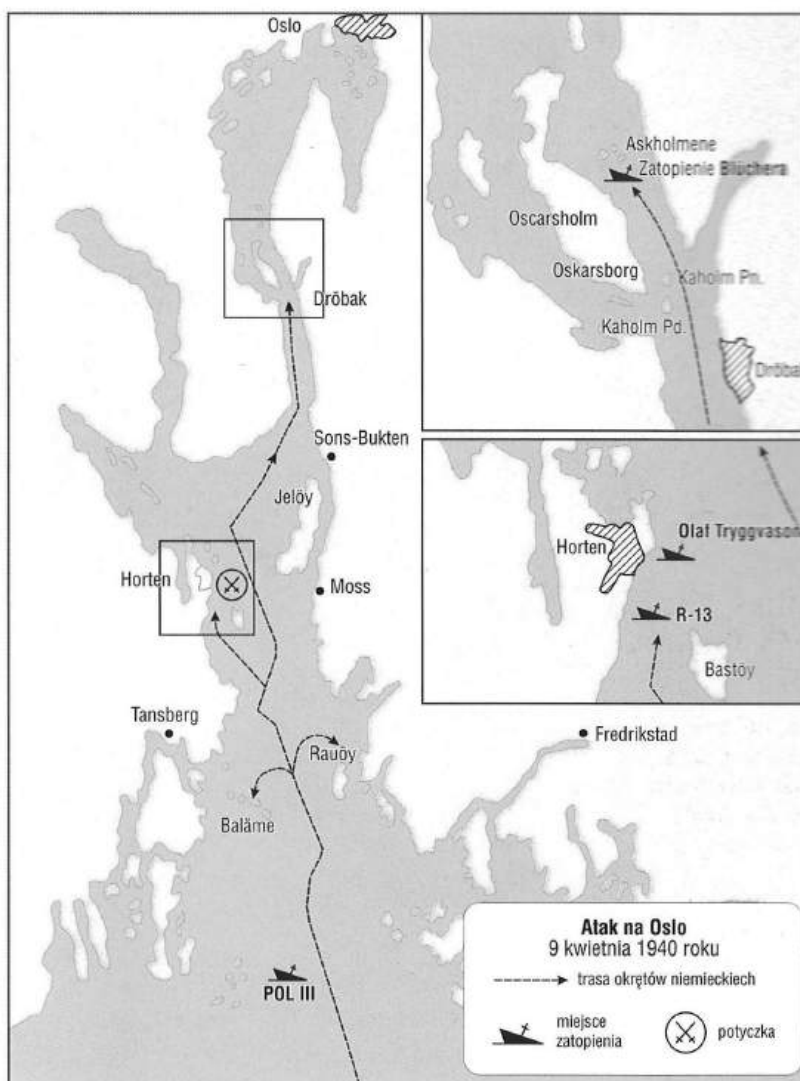 Oslo
Dröbak
Sons-Bukten
Jelöy
Horten
Moss
Tansberg
Rauöy
Fredrikstad
Baläme
POL III
Askholmene
Zatopienie Blüchera
Oscarsholm
Oskarsborg
Kaholm Pn.
Kaholm Pd.
Dröbak
Horten
Olaf Tryggvason
R-13
Bastöy
Atak na Oslo
9 kwietnia 1940 roku
trasa okrętów niemieckiech
miejsce
zatopienia
potyczka